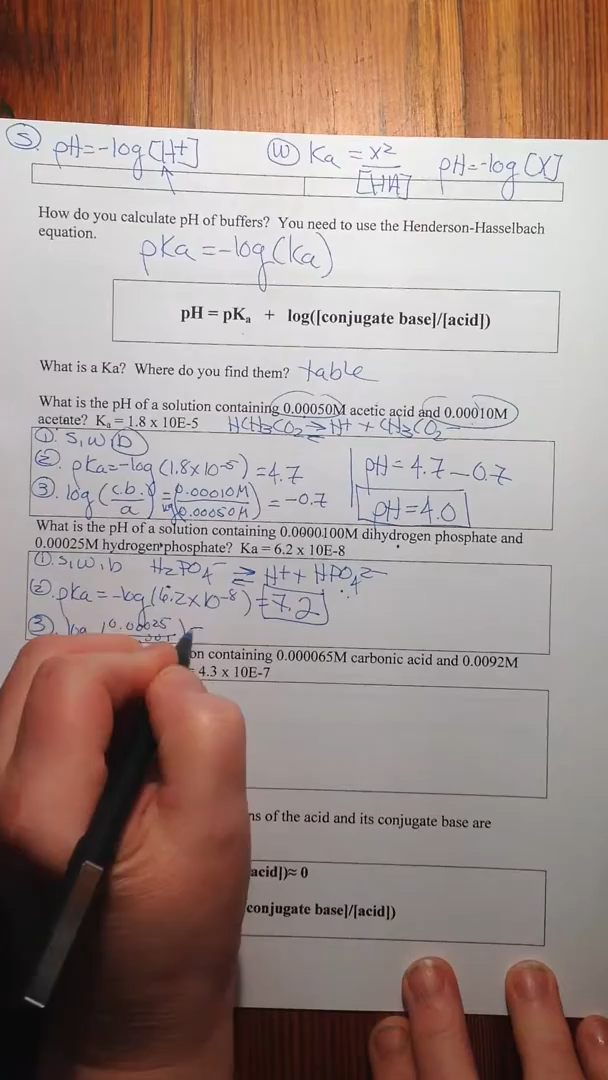 S. pH=-log[H+] W Ka = x²/[HA] pH=-log[X]
How do you calculate pH of buffers? You need to use the Henderson-Hasselbach
equation.
pKa=-log(Ka)
pH = pKₐ + log([conjugate base]/[acid])
What is a Ka? Where do you find them? table
What is the pH of a solution containing 0.00050M acetic acid and 0.00010M
acetate? Kₐ = 1.8 x 10E-5 HCH₃CO₂ ⇌ H+ + CH₃CO₂-
①. S, W, b
②. pKa=-log(1.8x10⁻⁵)=4.7
③. log(c.b./a) = log(0.00010M/0.00050M) = -0.7
pH= 4.7-0.7
pH=4.0
What is the pH of a solution containing 0.0000100M dihydrogen phosphate and
0.00025M hydrogen phosphate? Ka = 6.2 x 10E-8
①. S, W, b H₂PO₄⁻ ⇌ H+ + HPO₄²⁻
②. pKa=-log(6.2x10⁻⁸)=7.2
③. log(0.00025
on containing 0.000065M carbonic acid and 0.0092M
= 4.3 x 10E-7
ns of the acid and its conjugate base are
acid])≈ 0
conjugate base]/[acid])